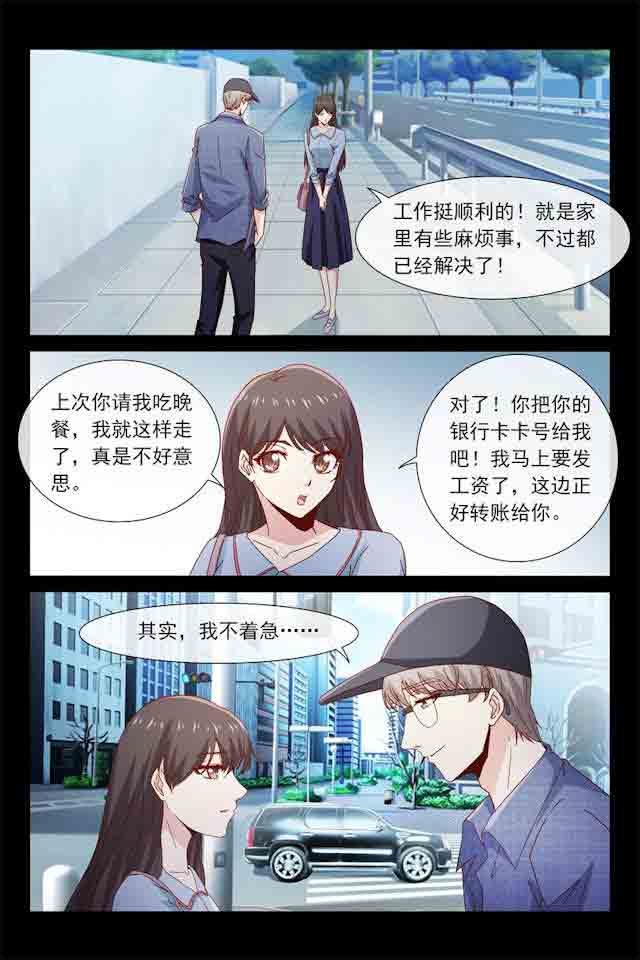 工作挺顺利的！就是家
里有些麻烦事，不过都
已经解决了！
上次你请我吃晚
餐，我就这样走
了，真是不好意
思。
对了！你把你的
银行卡卡号给我
吧！我马上要发
工资了，这边正
好转账给你。
其实，我不着急……